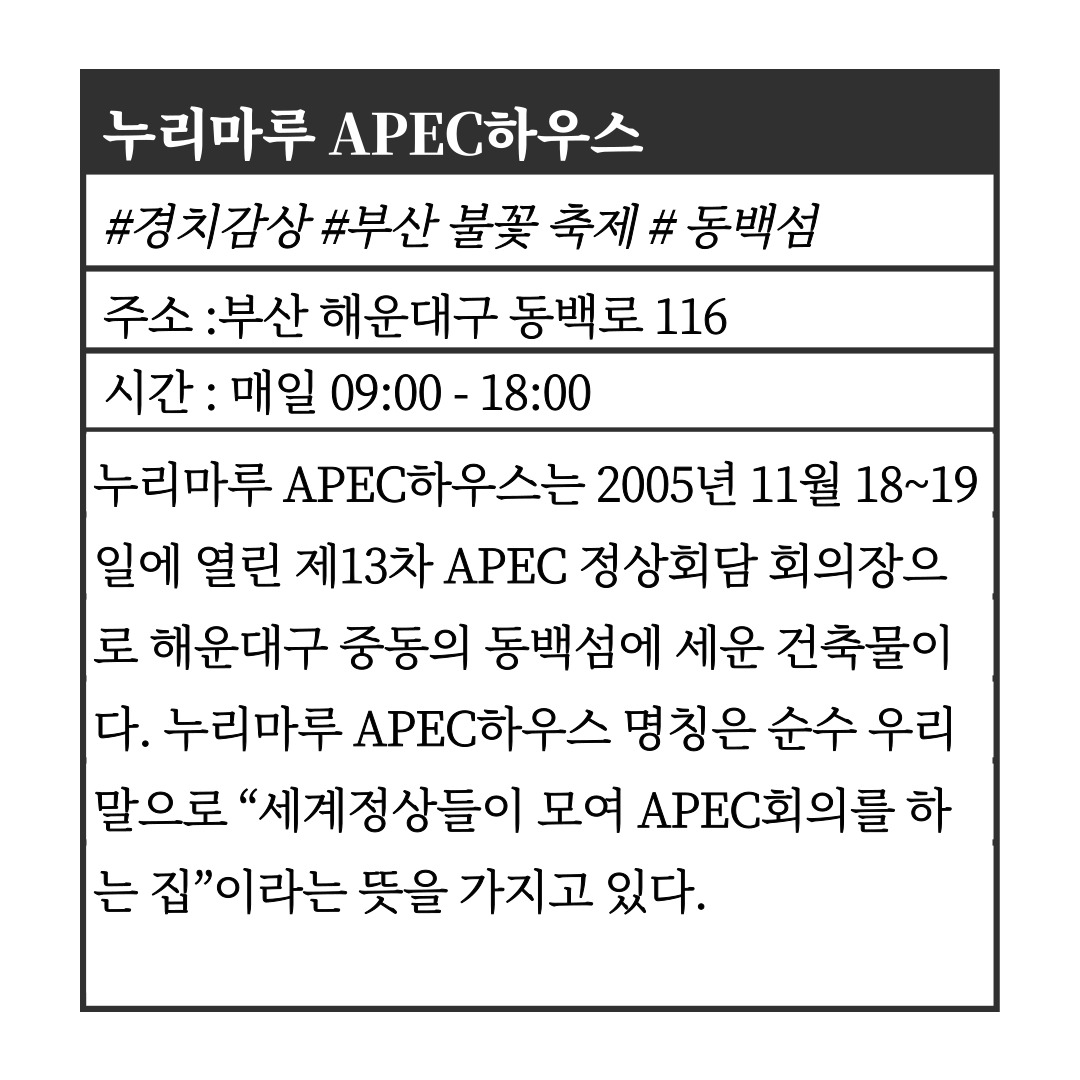 누리마루 APEC하우스
#경치감상 #부산 불꽃 축제 # 동백섬
주소 :부산 해운대구 동백로 116
시간 : 매일 09:00 - 18:00
누리마루 APEC하우스는 2005년 11월 18~19
일에 열린 제13차 APEC 정상회담 회의장으
로 해운대구 중동의 동백섬에 세운 건축물이
다. 누리마루 APEC하우스 명칭은 순수 우리
말으로 “세계정상들이 모여 APEC회의를 하
는 집”이라는 뜻을 가지고 있다.